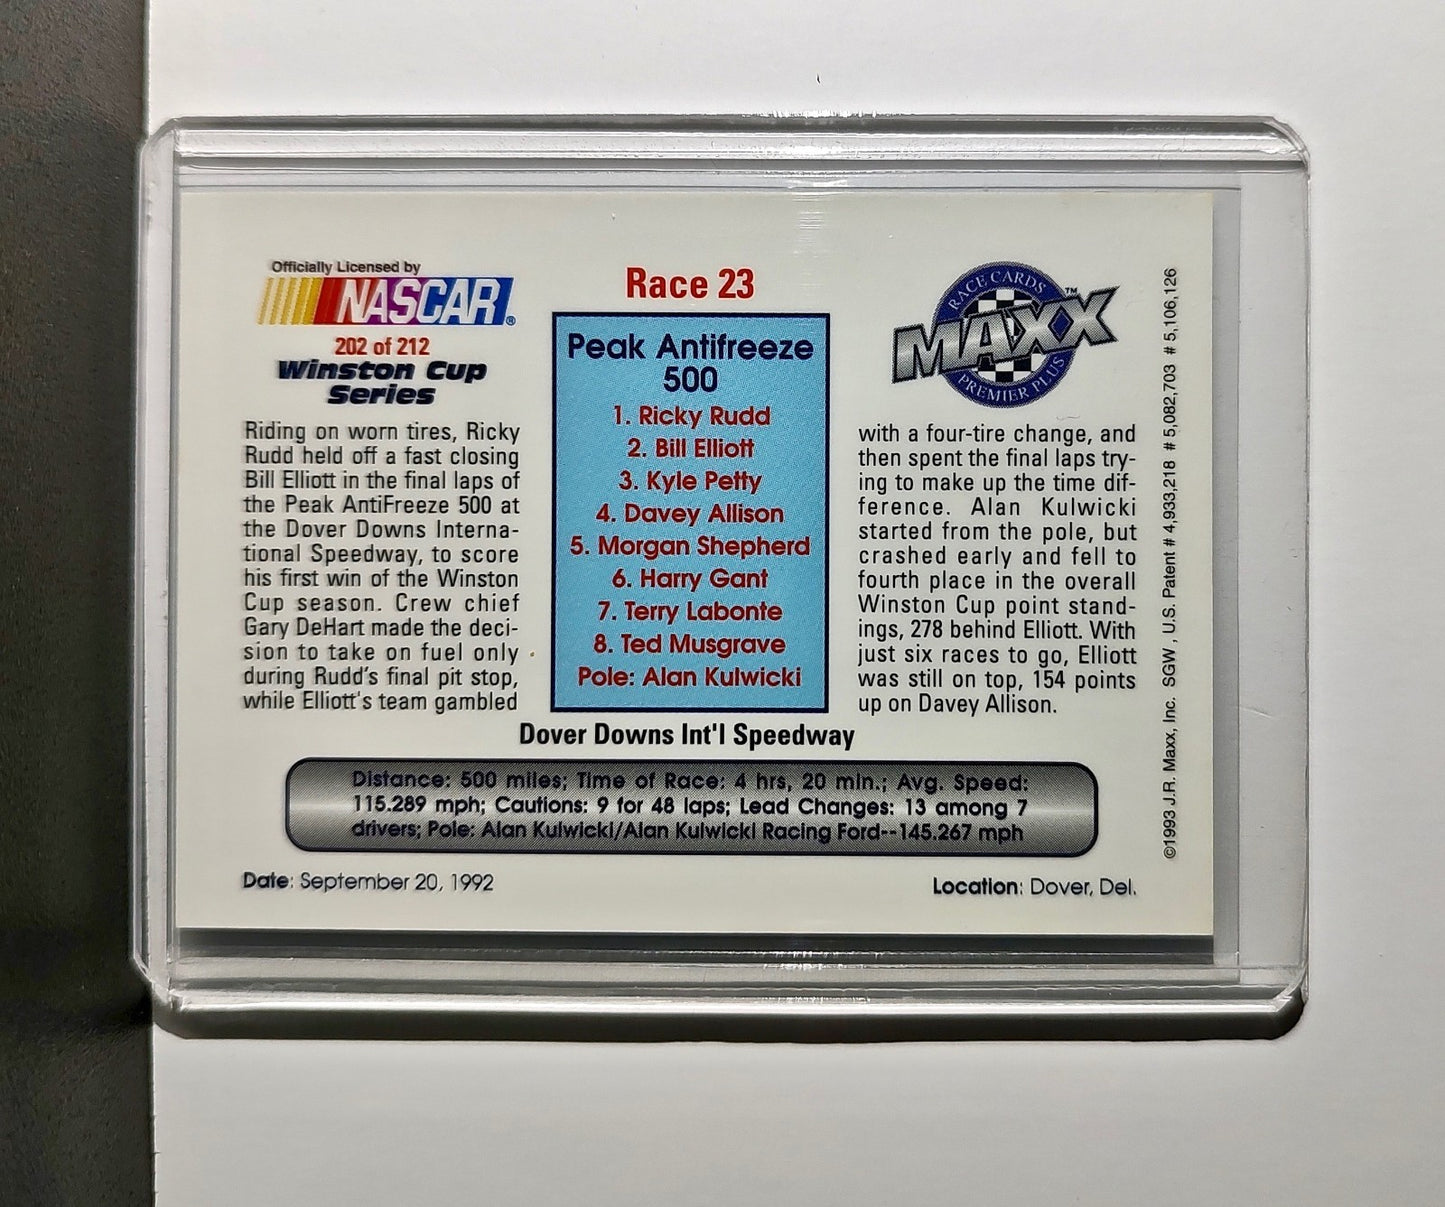 Officially Licensed by
NASCAR®
202 of 212
Winston Cup
Series
Riding on worn tires, Ricky
Rudd held off a fast closing
Bill Elliott in the final laps of
the Peak AntiFreeze 500 at
the Dover Downs Interna-
tional Speedway, to score
his first win of the Winston
Cup season. Crew chief
Gary DeHart made the deci-
sion to take on fuel only
during Rudd's final pit stop,
while Elliott's team gambled
Race 23
Peak Antifreeze
500
1. Ricky Rudd
2. Bill Elliott
3. Kyle Petty
4. Davey Allison
5. Morgan Shepherd
6. Harry Gant
7. Terry Labonte
8. Ted Musgrave
Pole: Alan Kulwicki
RACE CARDS
MAXX™
PREMIER PLUS
with a four-tire change, and
then spent the final laps try-
ing to make up the time dif-
ference. Alan Kulwicki
started from the pole, but
crashed early and fell to
fourth place in the overall
Winston Cup point stand-
ings, 278 behind Elliott. With
just six races to go, Elliott
was still on top, 154 points
up on Davey Allison.
Dover Downs Int'l Speedway
Distance: 500 miles; Time of Race: 4 hrs, 20 min.; Avg. Speed:
115.289 mph; Cautions: 9 for 48 laps; Lead Changes: 13 among 7
drivers; Pole: Alan Kulwicki/Alan Kulwicki Racing Ford--145.267 mph
Date: September 20, 1992
Location: Dover, Del.
©1993 J.R. Maxx, Inc. SGW, U.S. Patent # 4,933,218 # 5,082,703 # 5,106,126